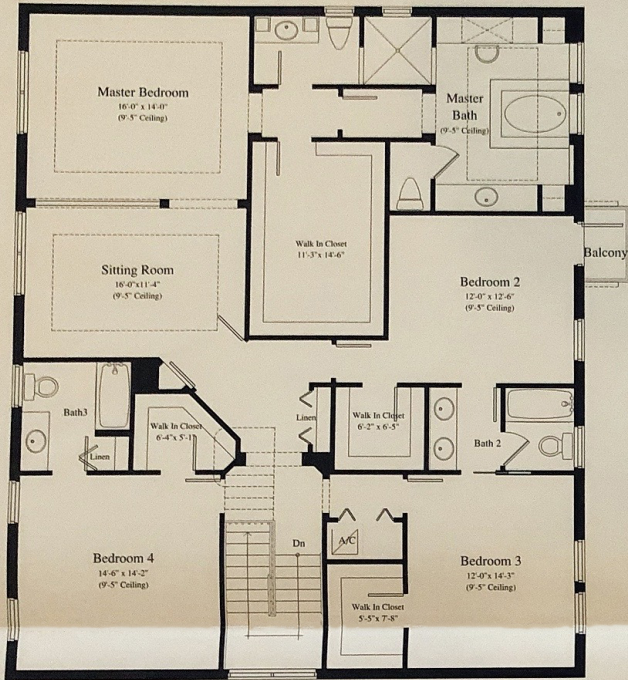 Master Bedroom
16'-0" x 14'-0"
(9'-5" Ceiling)
Master
Bath
(9'-5" Ceiling)
Walk In Closet
11'-3"x 14'-6"
Balcony
Sitting Room
16'-0"x11'-4"
(9'-5" Ceiling)
Bedroom 2
12'-0" x 12'-6"
(9'-5" Ceiling)
Bath3
Linen
Walk In Closet
6'-4"x 5'-1"
Linen
Walk In Closet
6'-2" x 6'-5"
Bath 2
Dn
A/C
Bedroom 4
14'-6" x 14'-2"
(9'-5" Ceiling)
Bedroom 3
12'-0"x 14'-3"
(9'-5" Ceiling)
Walk In Closet
5'-5"x 7'-8"